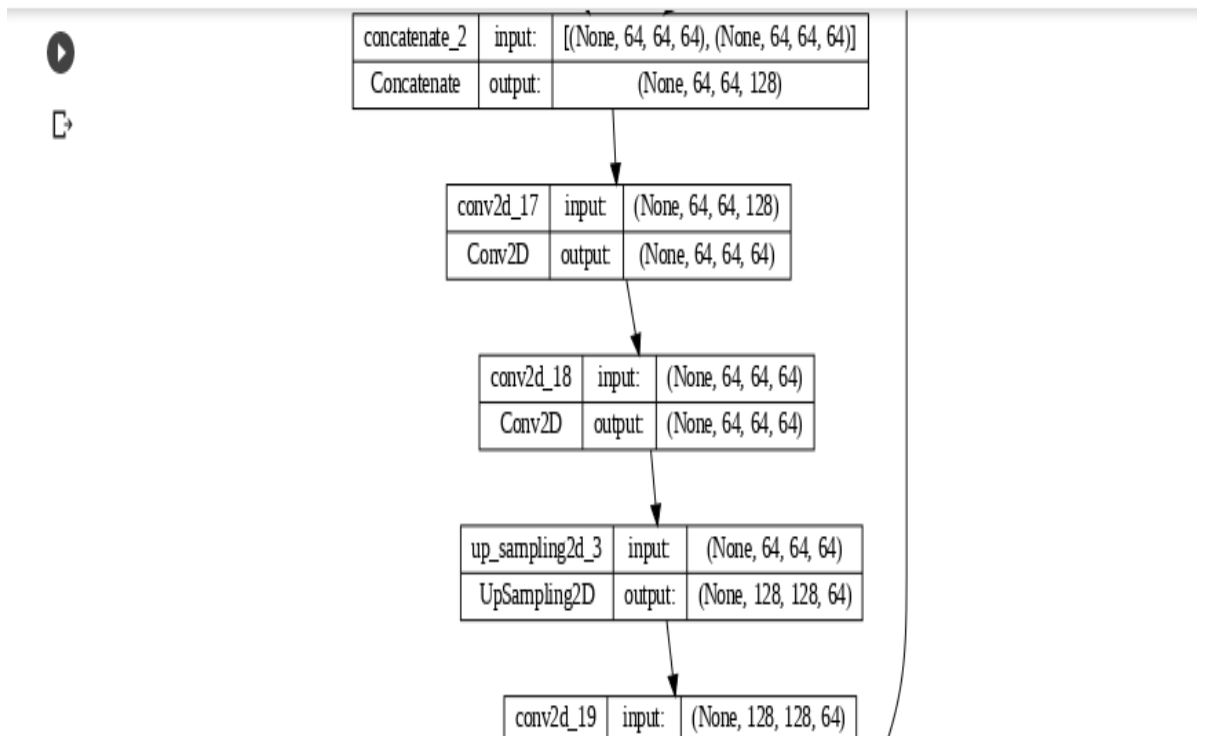 concatenate_2 input: [(None, 64, 64, 64), (None, 64, 64, 64)]
Concatenate output: (None, 64, 64, 128)
conv2d_17 input: (None, 64, 64, 128)
Conv2D output: (None, 64, 64, 64)
conv2d_18 input: (None, 64, 64, 64)
Conv2D output: (None, 64, 64, 64)
up_sampling2d_3 input: (None, 64, 64, 64)
UpSampling2D output: (None, 128, 128, 64)
conv2d_19 input: (None, 128, 128, 64)